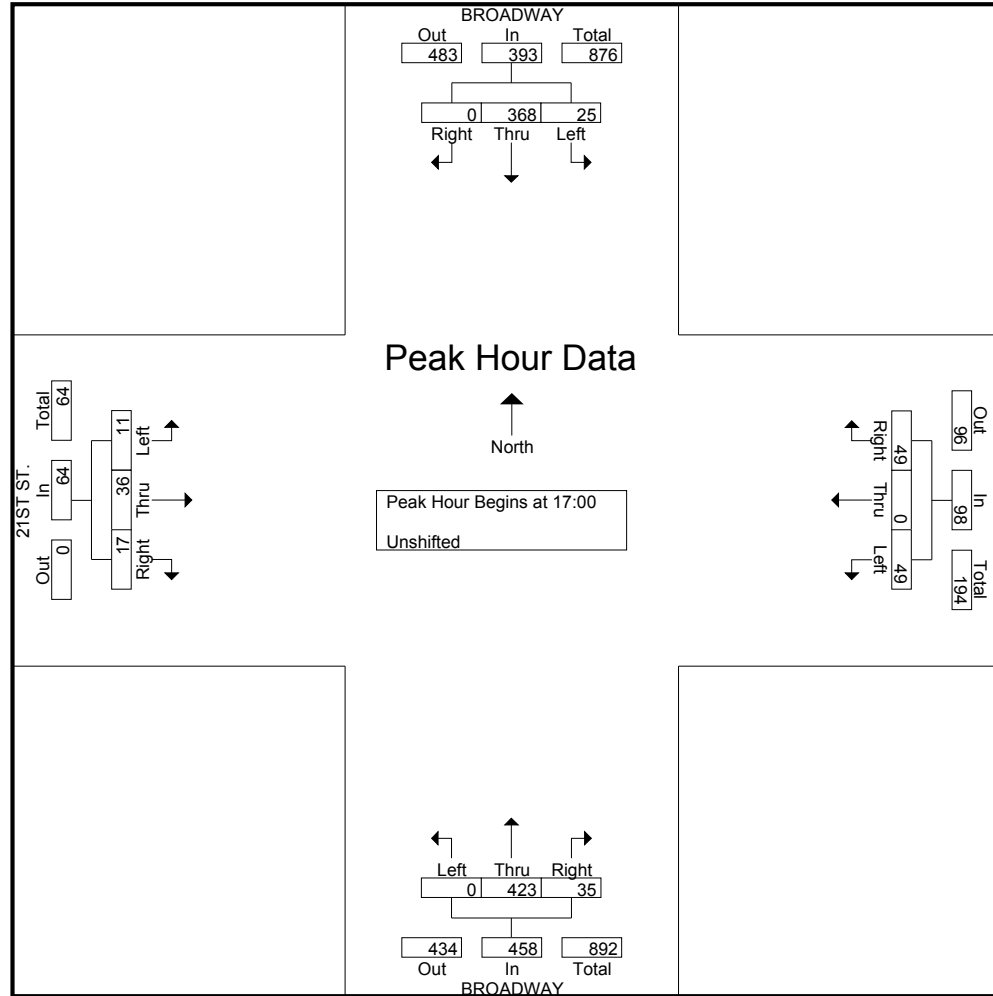 BROADWAY
Out In Total
483 393 876
0 368 25
Right Thru Left
Peak Hour Data
North
Peak Hour Begins at 17:00
Unshifted
21ST ST.
Total In Out
64 64 0
11 36 17
Left Thru Right
Right Thru Left
49 0 49
Out In Total
96 98 194
Left Thru Right
0 423 35
434 458 892
Out In Total
BROADWAY